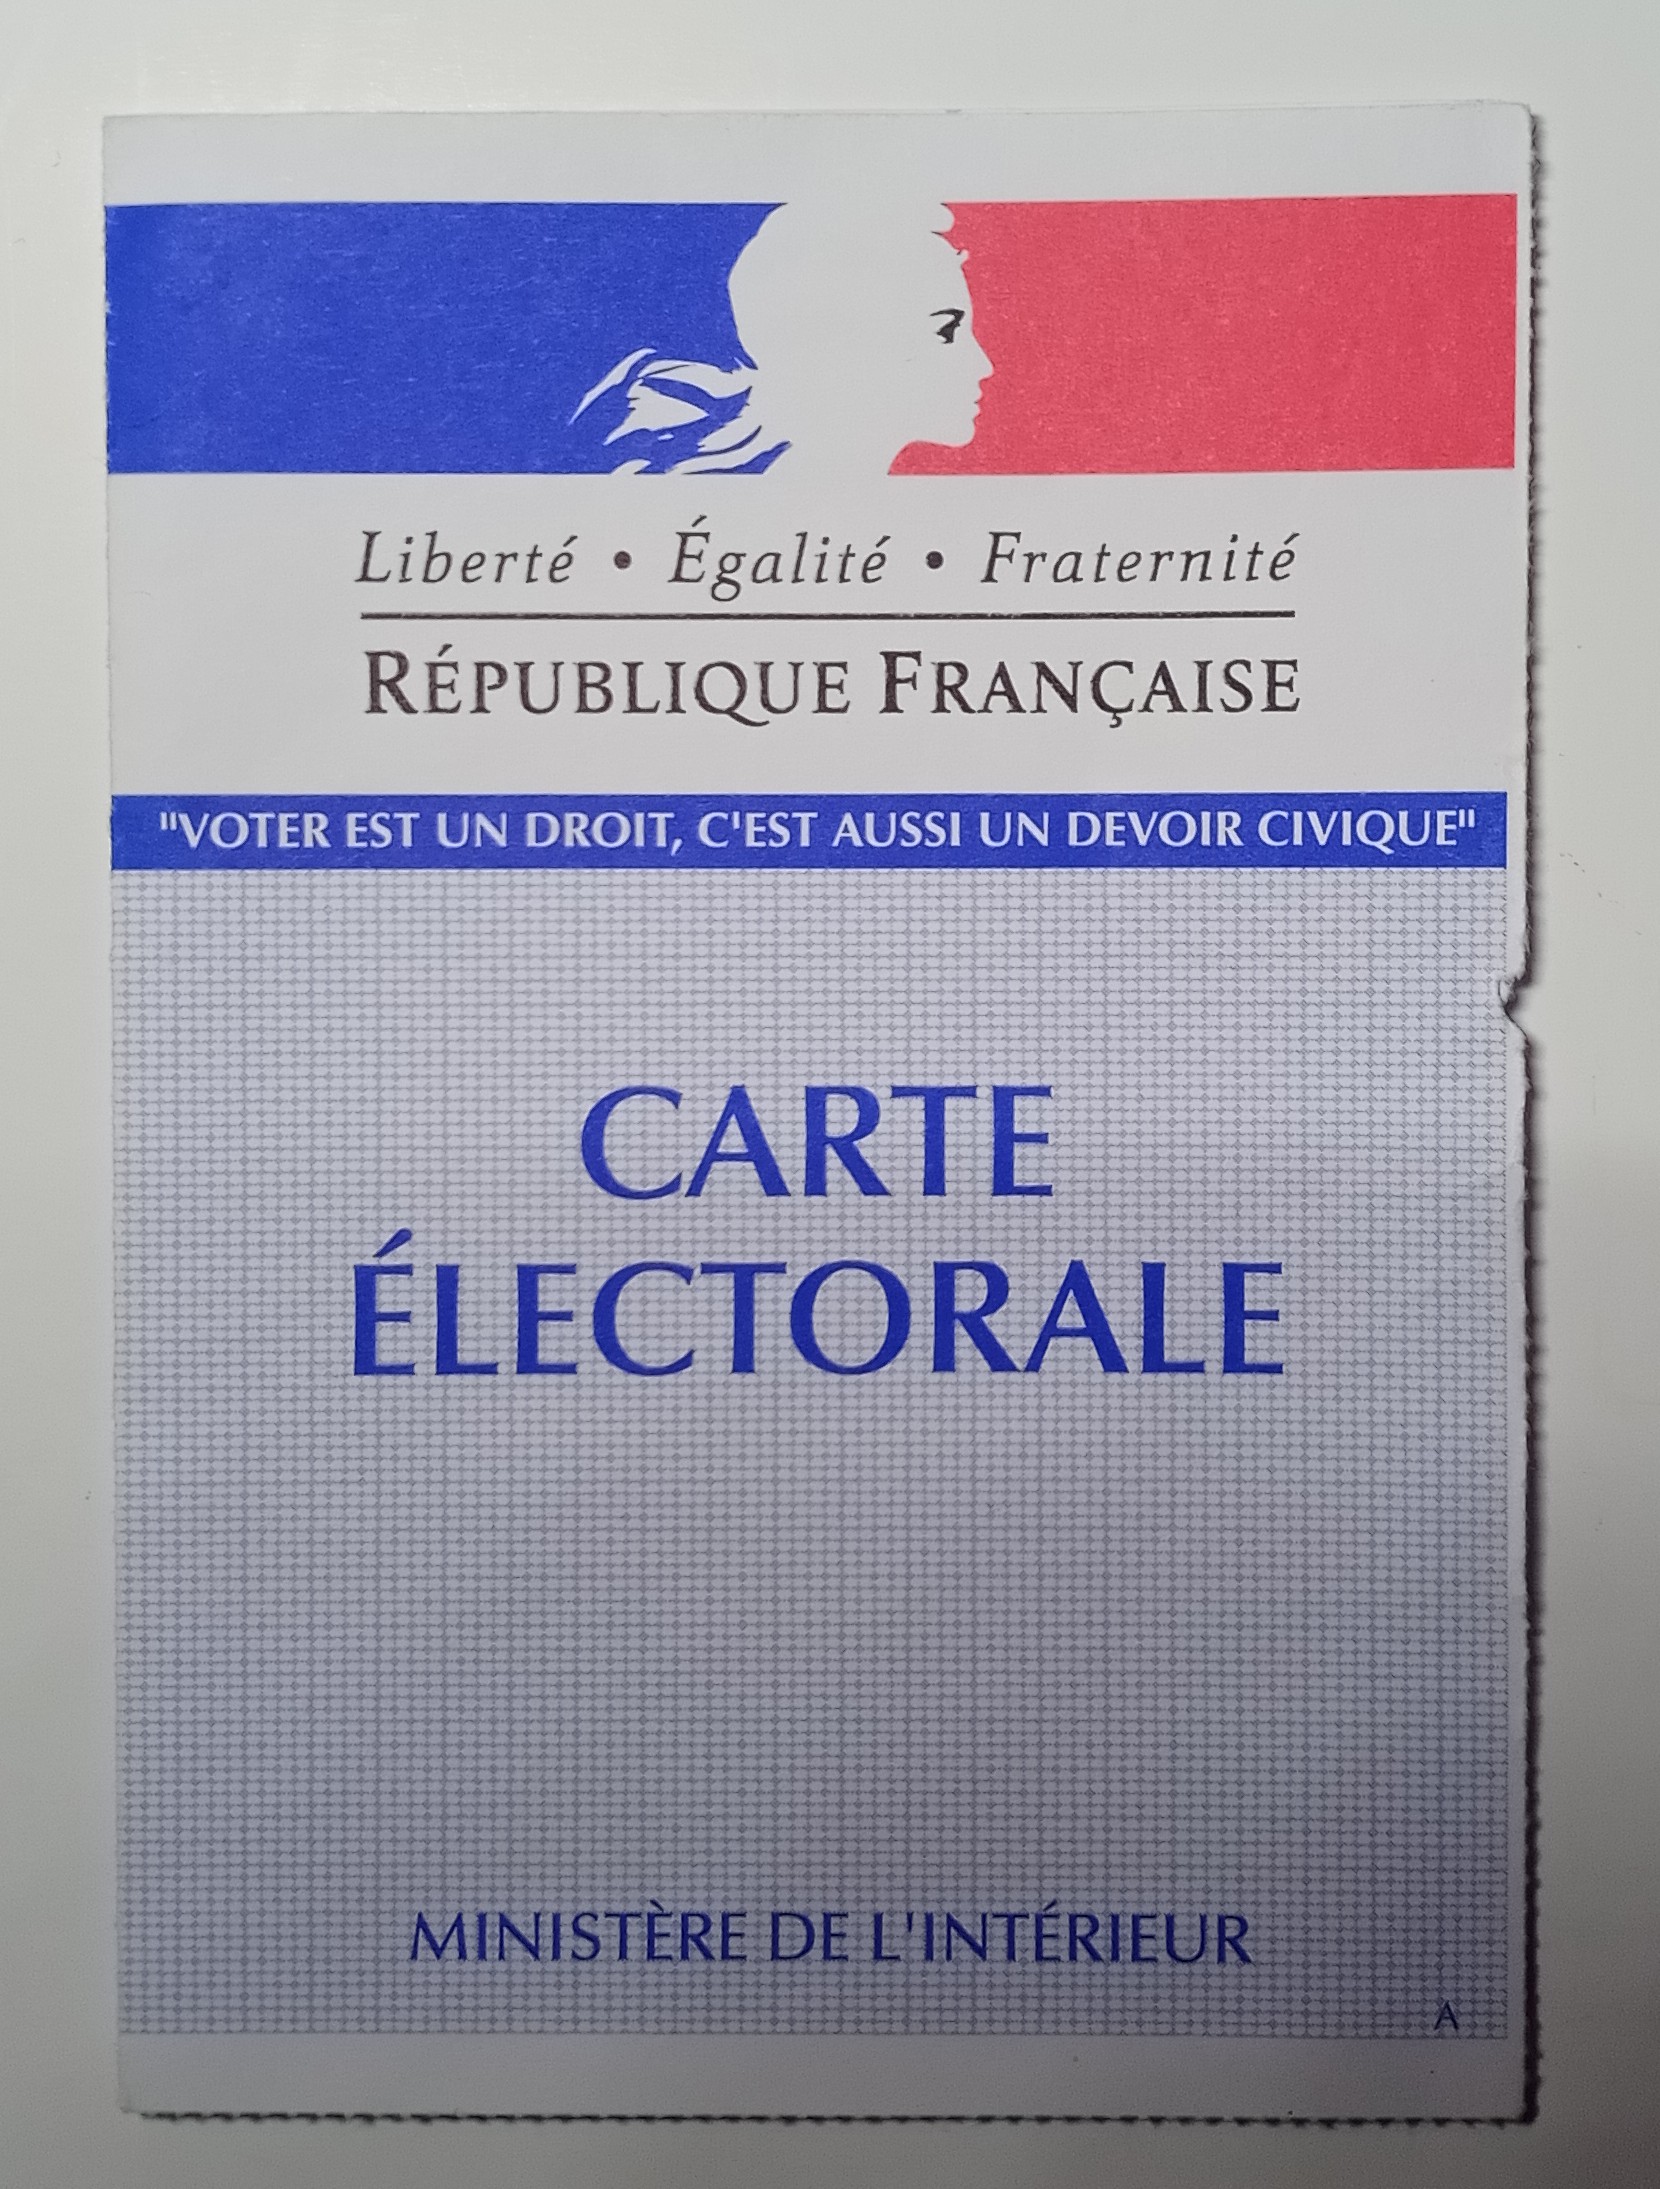 Liberté • Égalité • Fraternité
RÉPUBLIQUE FRANÇAISE
"VOTER EST UN DROIT, C'EST AUSSI UN DEVOIR CIVIQUE"
CARTE
ÉLECTORALE
MINISTÈRE DE L'INTÉRIEUR
A